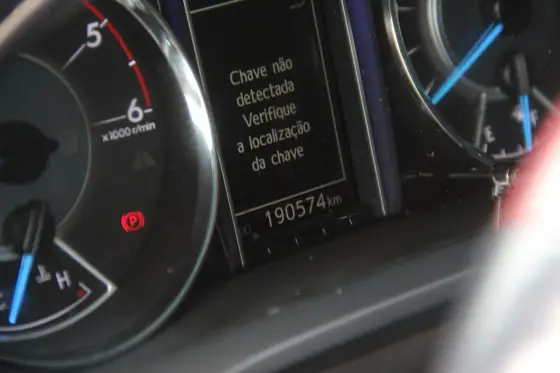 5
6
x1000r/min
Chave não
detectada
Verifique
a localização
da chave
190574km
P
H
E
F